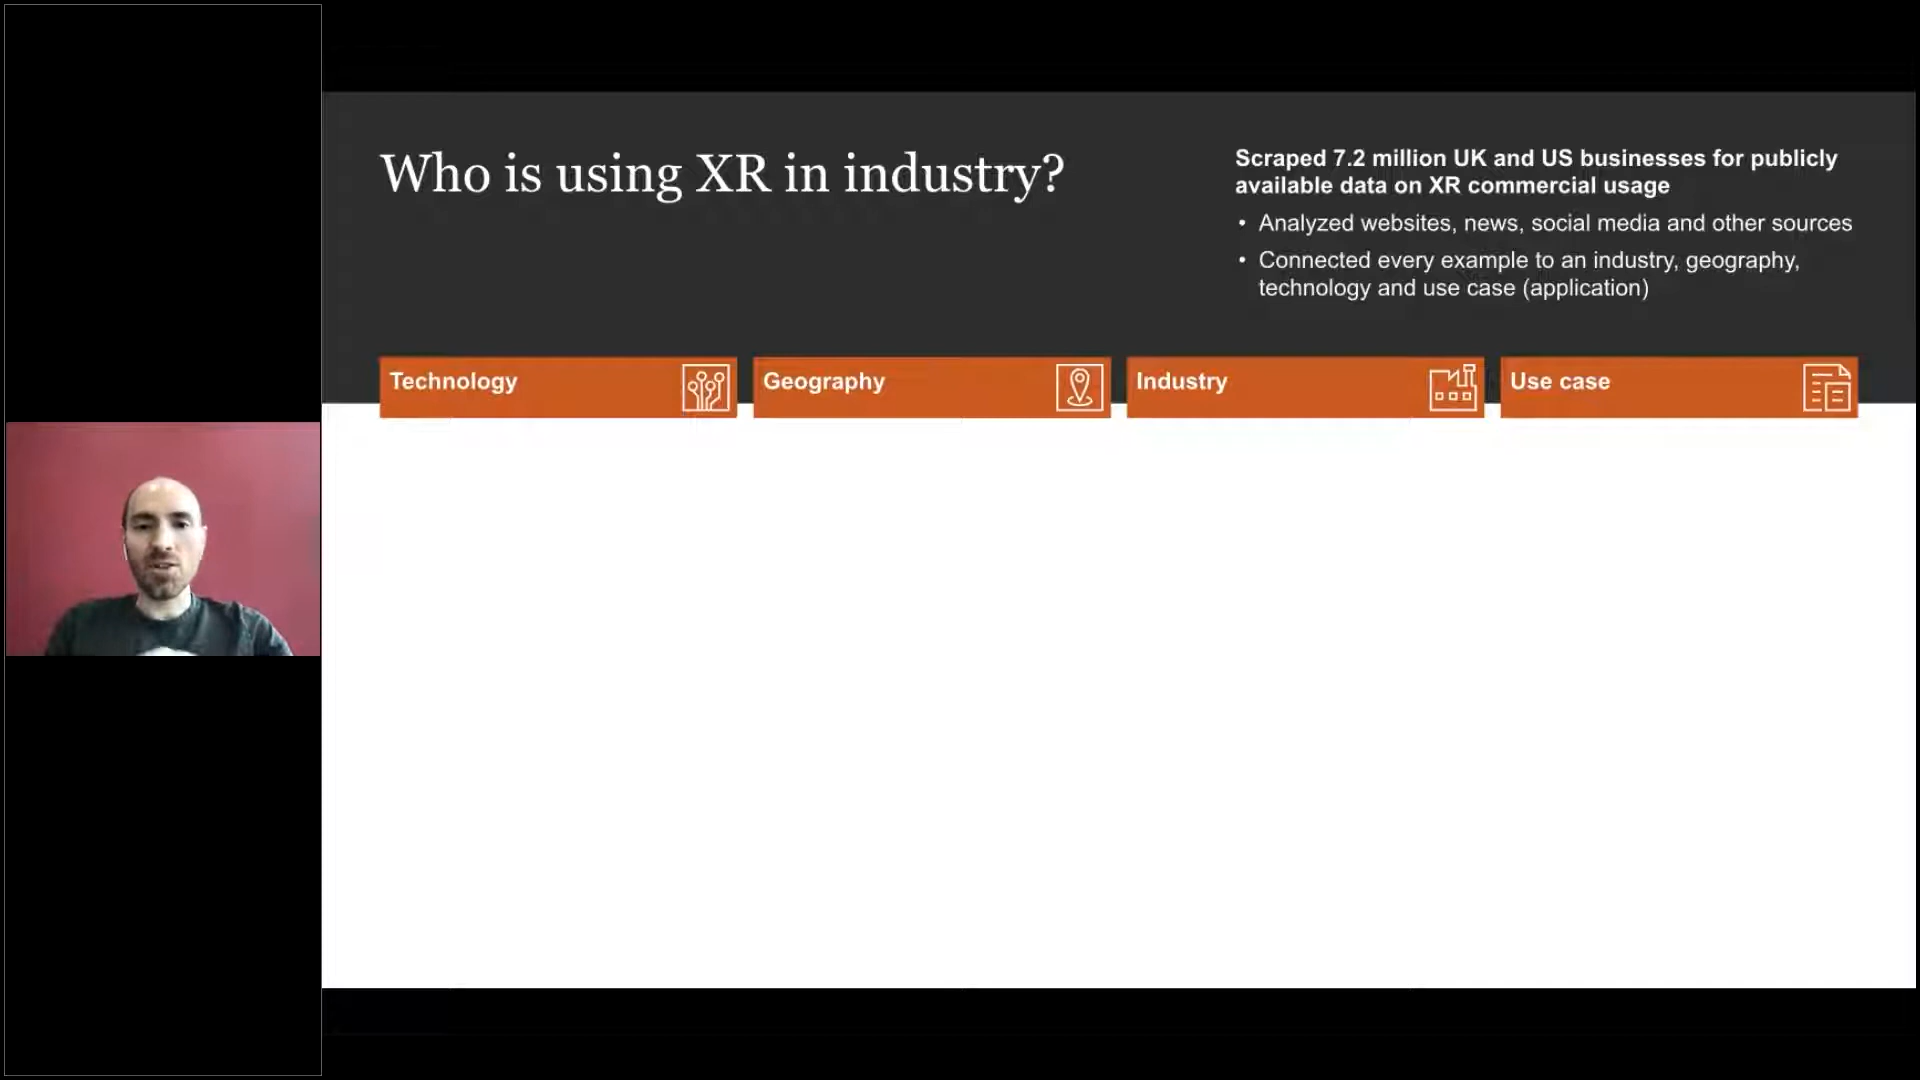 Who is using XR in industry?
Scraped 7.2 million UK and US businesses for publicly
available data on XR commercial usage
• Analyzed websites, news, social media and other sources
• Connected every example to an industry, geography,
technology and use case (application)
Technology
Geography
Industry
Use case